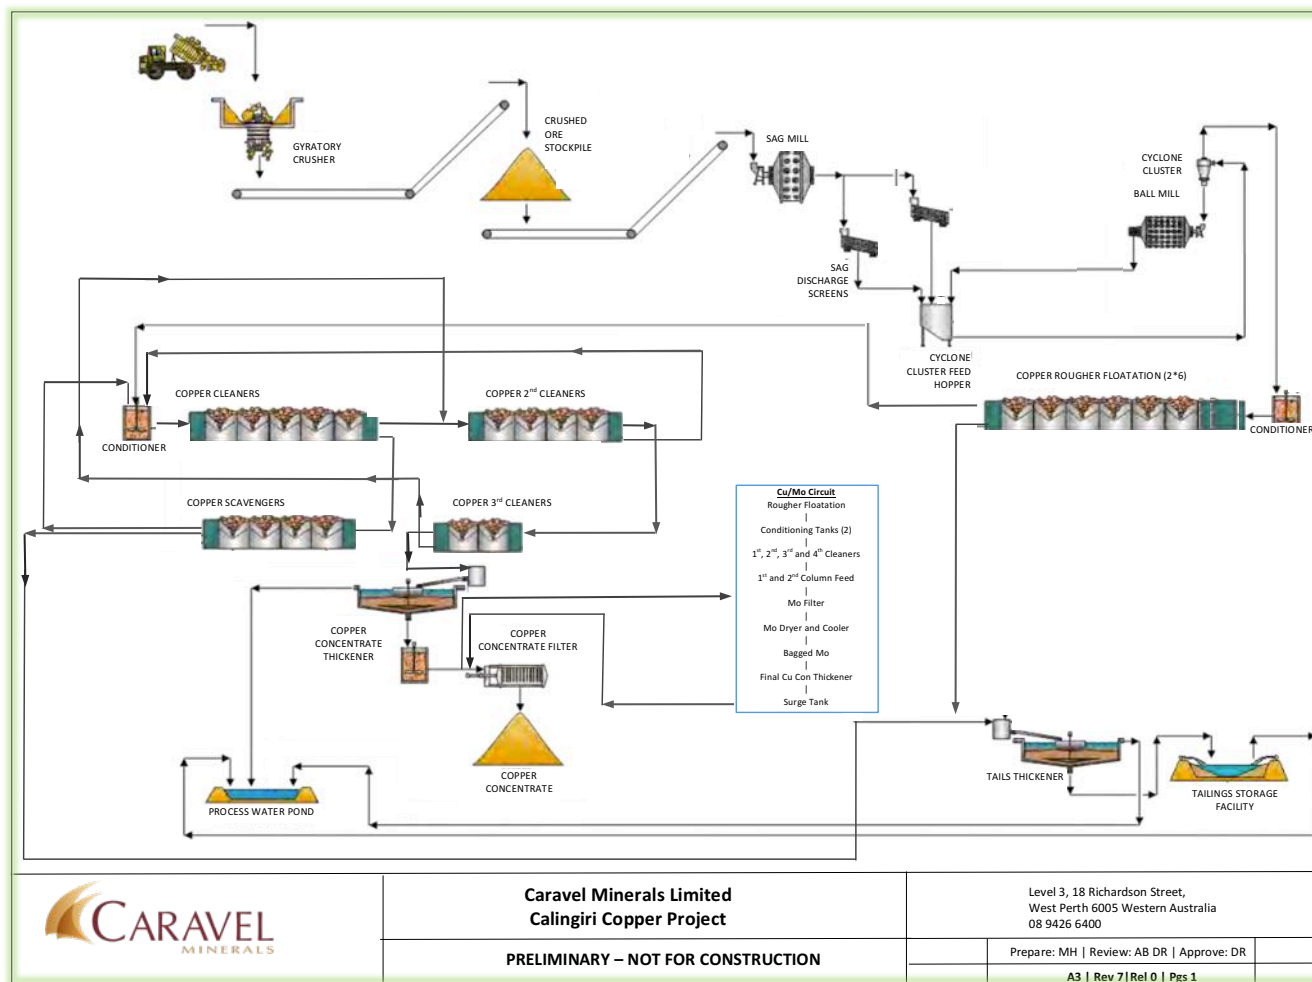 GYRATORY
CRUSHER
CRUSHED
ORE
STOCKPILE
SAG MILL
CYCLONE
CLUSTER
BALL MILL
SAG
DISCHARGE
SCREENS
CYCLONE
CLUSTER FEED
HOPPER
COPPER ROUGHER FLOATATION (2*6)
CONDITIONER
COPPER CLEANERS
COPPER 2nd CLEANERS
CONDITIONER
COPPER SCAVENGERS
COPPER 3rd CLEANERS
Cu/Mo Circuit
Rougher Floatation
Conditioning Tanks (2)
1st, 2nd, 3rd and 4th Cleaners
1st and 2nd Column Feed
Mo Filter
Mo Dryer and Cooler
Bagged Mo
Final Cu Con Thickener
Surge Tank
COPPER
CONCENTRATE
THICKENER
COPPER
CONCENTRATE FILTER
COPPER
CONCENTRATE
PROCESS WATER POND
TAILS THICKENER
TAILINGS STORAGE
FACILITY
CARAVEL
MINERALS
Caravel Minerals Limited
Calingiri Copper Project
PRELIMINARY – NOT FOR CONSTRUCTION
Level 3, 18 Richardson Street,
West Perth 6005 Western Australia
08 9426 6400
Prepare: MH | Review: AB DR | Approve: DR
A3 | Rev 7|Rel 0 | Pgs 1